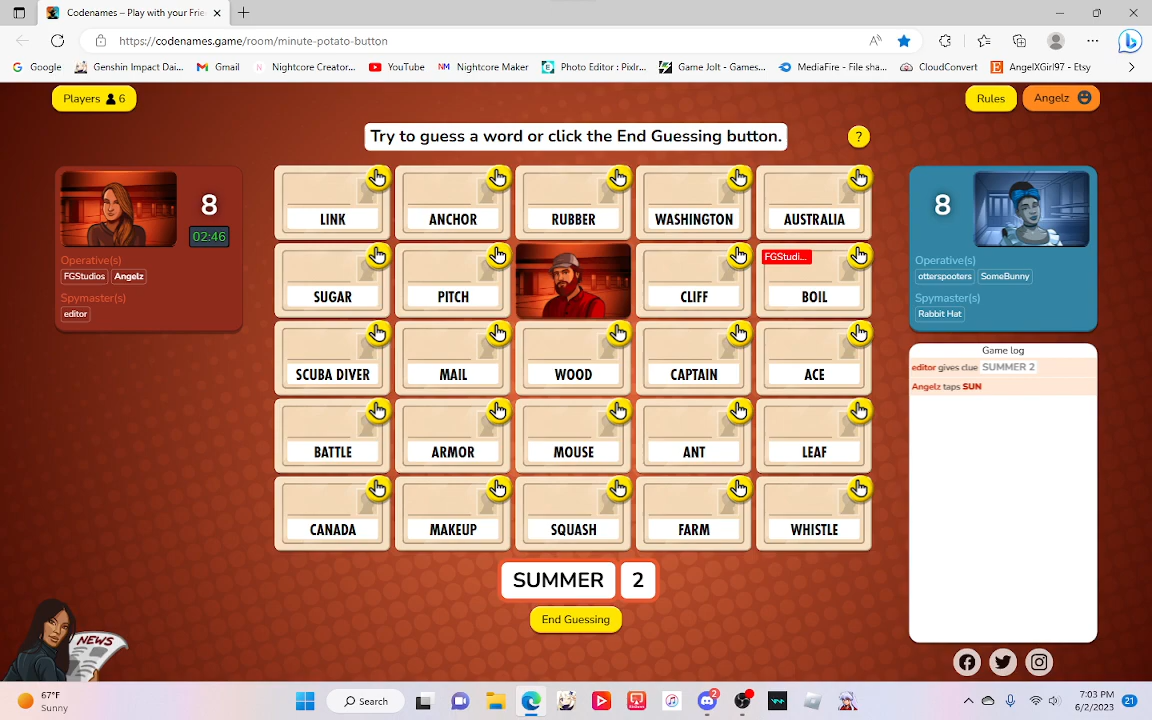 Codenames – Play with your Frie
https://codenames.game/room/minute-potato-button
Google
Genshin Impact Dai...
Gmail
Nightcore Creator...
YouTube
Nightcore Maker
Photo Editor : Pixlr...
Game Jolt - Games...
MediaFire - File sha...
CloudConvert
AngelXGirl97 - Etsy
Players 6
Rules
Angelz
Try to guess a word or click the End Guessing button.
?
8
02:46
Operative(s)
FGStudios Angelz
Spymaster(s)
editor
8
Operative(s)
otterspooters SomeBunny
Spymaster(s)
Rabbit Hat
LINK ANCHOR RUBBER WASHINGTON AUSTRALIA
FGStudi...
SUGAR PITCH CLIFF BOIL
SCUBA DIVER MAIL WOOD CAPTAIN ACE
BATTLE ARMOR MOUSE ANT LEAF
CANADA MAKEUP SQUASH FARM WHISTLE
Game log
editor gives clue SUMMER 2
Angelz taps SUN
SUMMER 2
End Guessing
NEWS
67°F
Sunny
Search
2
7:03 PM
6/2/2023
21